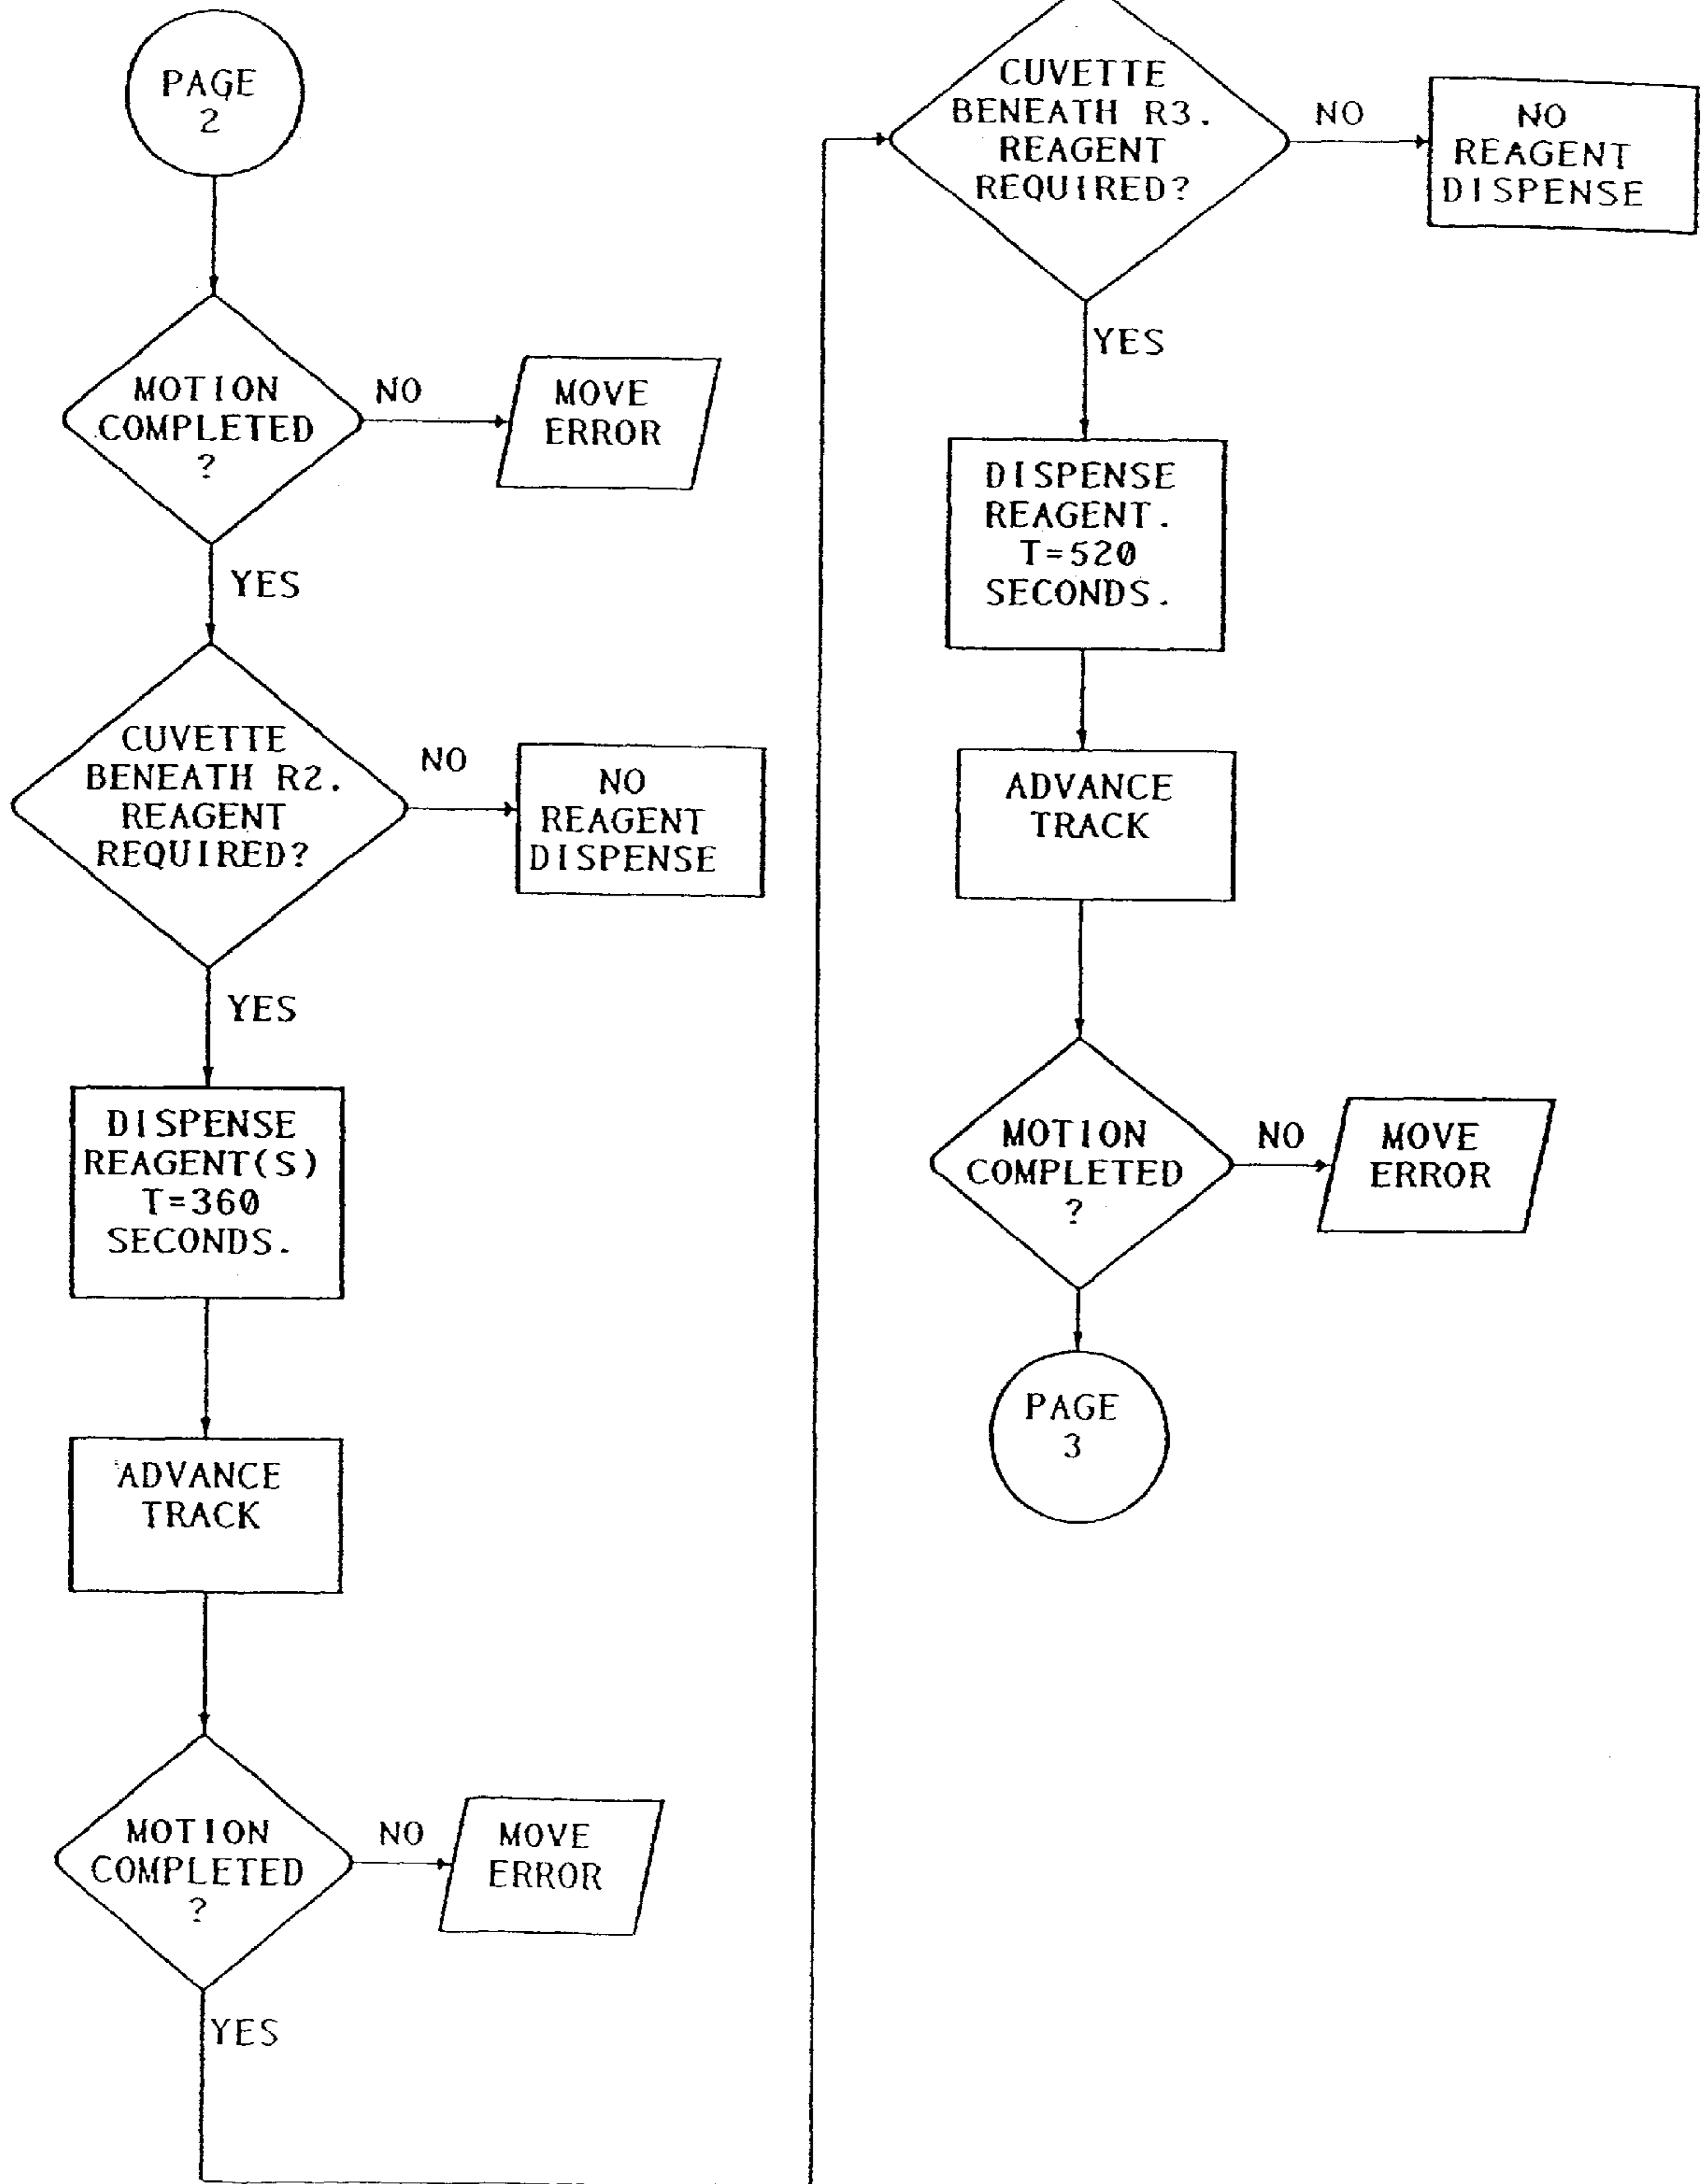 PAGE
2
MOTION
COMPLETED
?
NO
MOVE
ERROR
YES
CUVETTE
BENEATH R2.
REAGENT
REQUIRED?
NO
NO
REAGENT
DISPENSE
YES
DISPENSE
REAGENT(S)
T=360
SECONDS.
ADVANCE
TRACK
MOTION
COMPLETED
?
NO
MOVE
ERROR
YES
CUVETTE
BENEATH R3.
REAGENT
REQUIRED?
NO
NO
REAGENT
DISPENSE
YES
DISPENSE
REAGENT.
T=520
SECONDS.
ADVANCE
TRACK
MOTION
COMPLETED
?
NO
MOVE
ERROR
PAGE
3